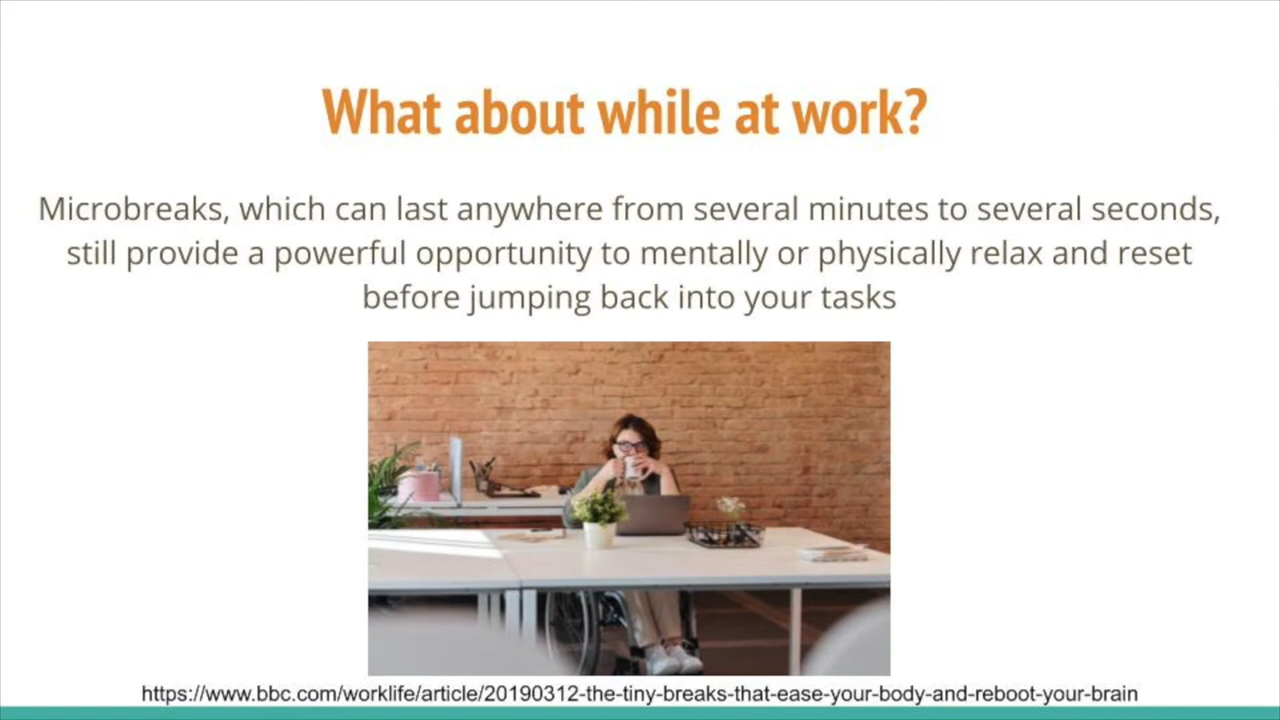 What about while at work?
Microbreaks, which can last anywhere from several minutes to several seconds,
still provide a powerful opportunity to mentally or physically relax and reset
before jumping back into your tasks
https://www.bbc.com/worklife/article/20190312-the-tiny-breaks-that-ease-your-body-and-reboot-your-brain